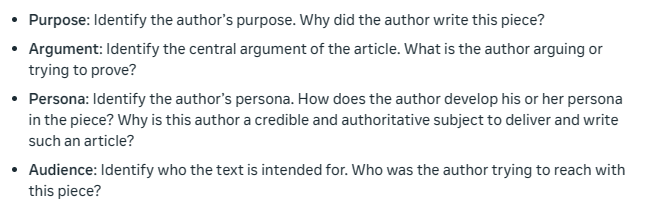 • Purpose: Identify the author's purpose. Why did the author write this piece?
• Argument: Identify the central argument of the article. What is the author arguing or
trying to prove?
• Persona: Identify the author's persona. How does the author develop his or her persona
in the piece? Why is this author a credible and authoritative subject to deliver and write
such an article?
• Audience: Identify who the text is intended for. Who was the author trying to reach with
this piece?